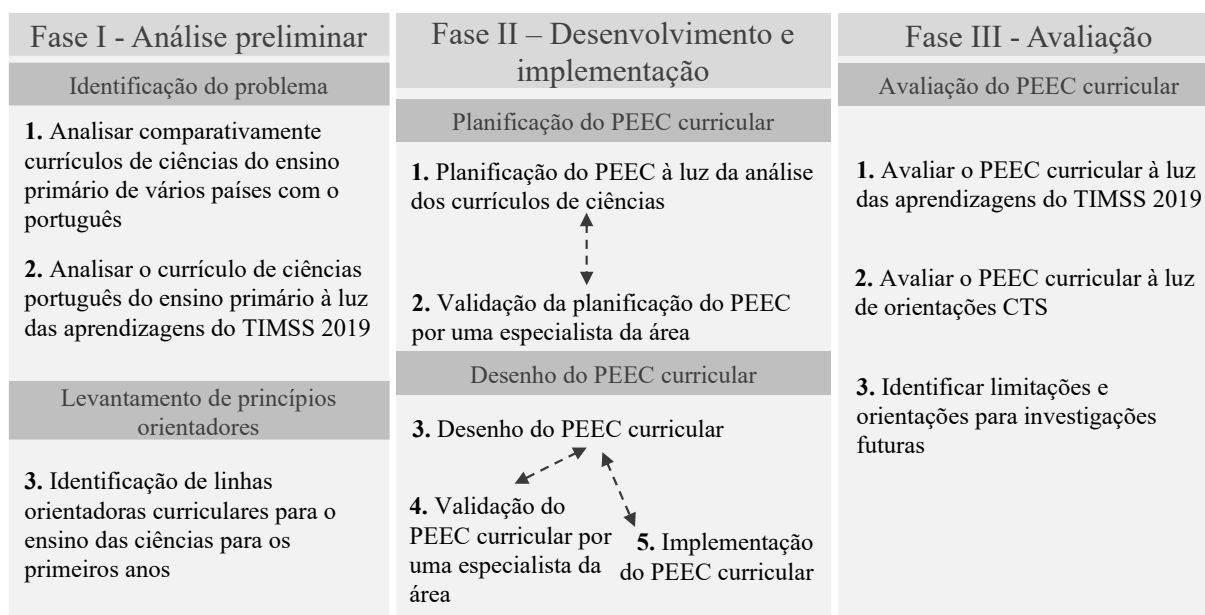 Fase I - Análise preliminar
Identificação do problema
1. Analisar comparativamente
currículos de ciências do ensino
primário de vários países com o
português
2. Analisar o currículo de ciências
português do ensino primário à luz
das aprendizagens do TIMSS 2019
Levantamento de princípios
orientadores
3. Identificação de linhas
orientadoras curriculares para o
ensino das ciências para os
primeiros anos
Fase II – Desenvolvimento e
implementação
Planificação do PEEC curricular
1. Planificação do PEEC à luz da análise
dos currículos de ciências
2. Validação da planificação do PEEC
por uma especialista da área
Desenho do PEEC curricular
3. Desenho do PEEC curricular
4. Validação do
PEEC curricular por
uma especialista da
área
5. Implementação
do PEEC curricular
Fase III - Avaliação
Avaliação do PEEC curricular
1. Avaliar o PEEC curricular à luz
das aprendizagens do TIMSS 2019
2. Avaliar o PEEC curricular à luz
de orientações CTS
3. Identificar limitações e
orientações para investigações
futuras